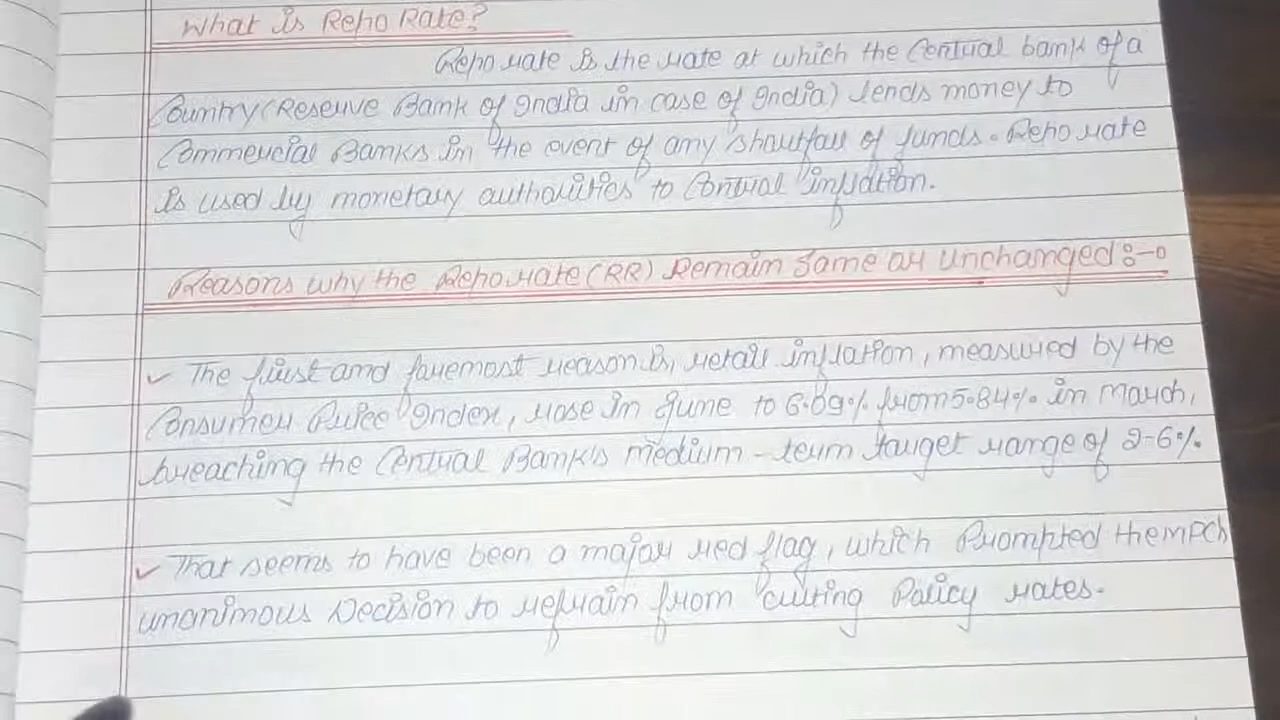 What is Repo Rate?
Repo rate is the rate at which the Central bank of a
Country (Reserve Bank of India in case of India) lends money to
Commercial Banks in the event of any shortfall of funds. Repo rate
is used by monetary authorities to Control inflation.
Reasons why the Repo rate (RR) Remain Same or Unchanged :-
✓ The first and foremost reason is, retail inflation, measured by the
Consumer Price Index, rose in June to 6.09% from 5.84% in March,
breaching the Central Bank's medium-term target range of 2-6%
✓ That seems to have been a major red flag, which Prompted the MPC's
unanimous Decision to refrain from cutting Policy rates.